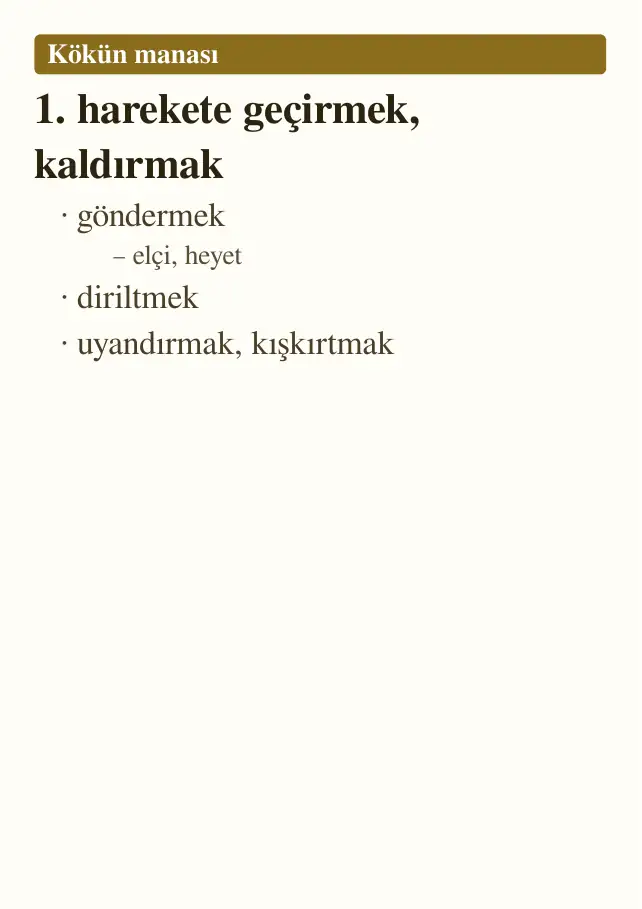 Kökün manası
1. harekete geçirmek,
kaldırmak
· göndermek
– elçi, heyet
· diriltmek
· uyandırmak, kışkırtmak